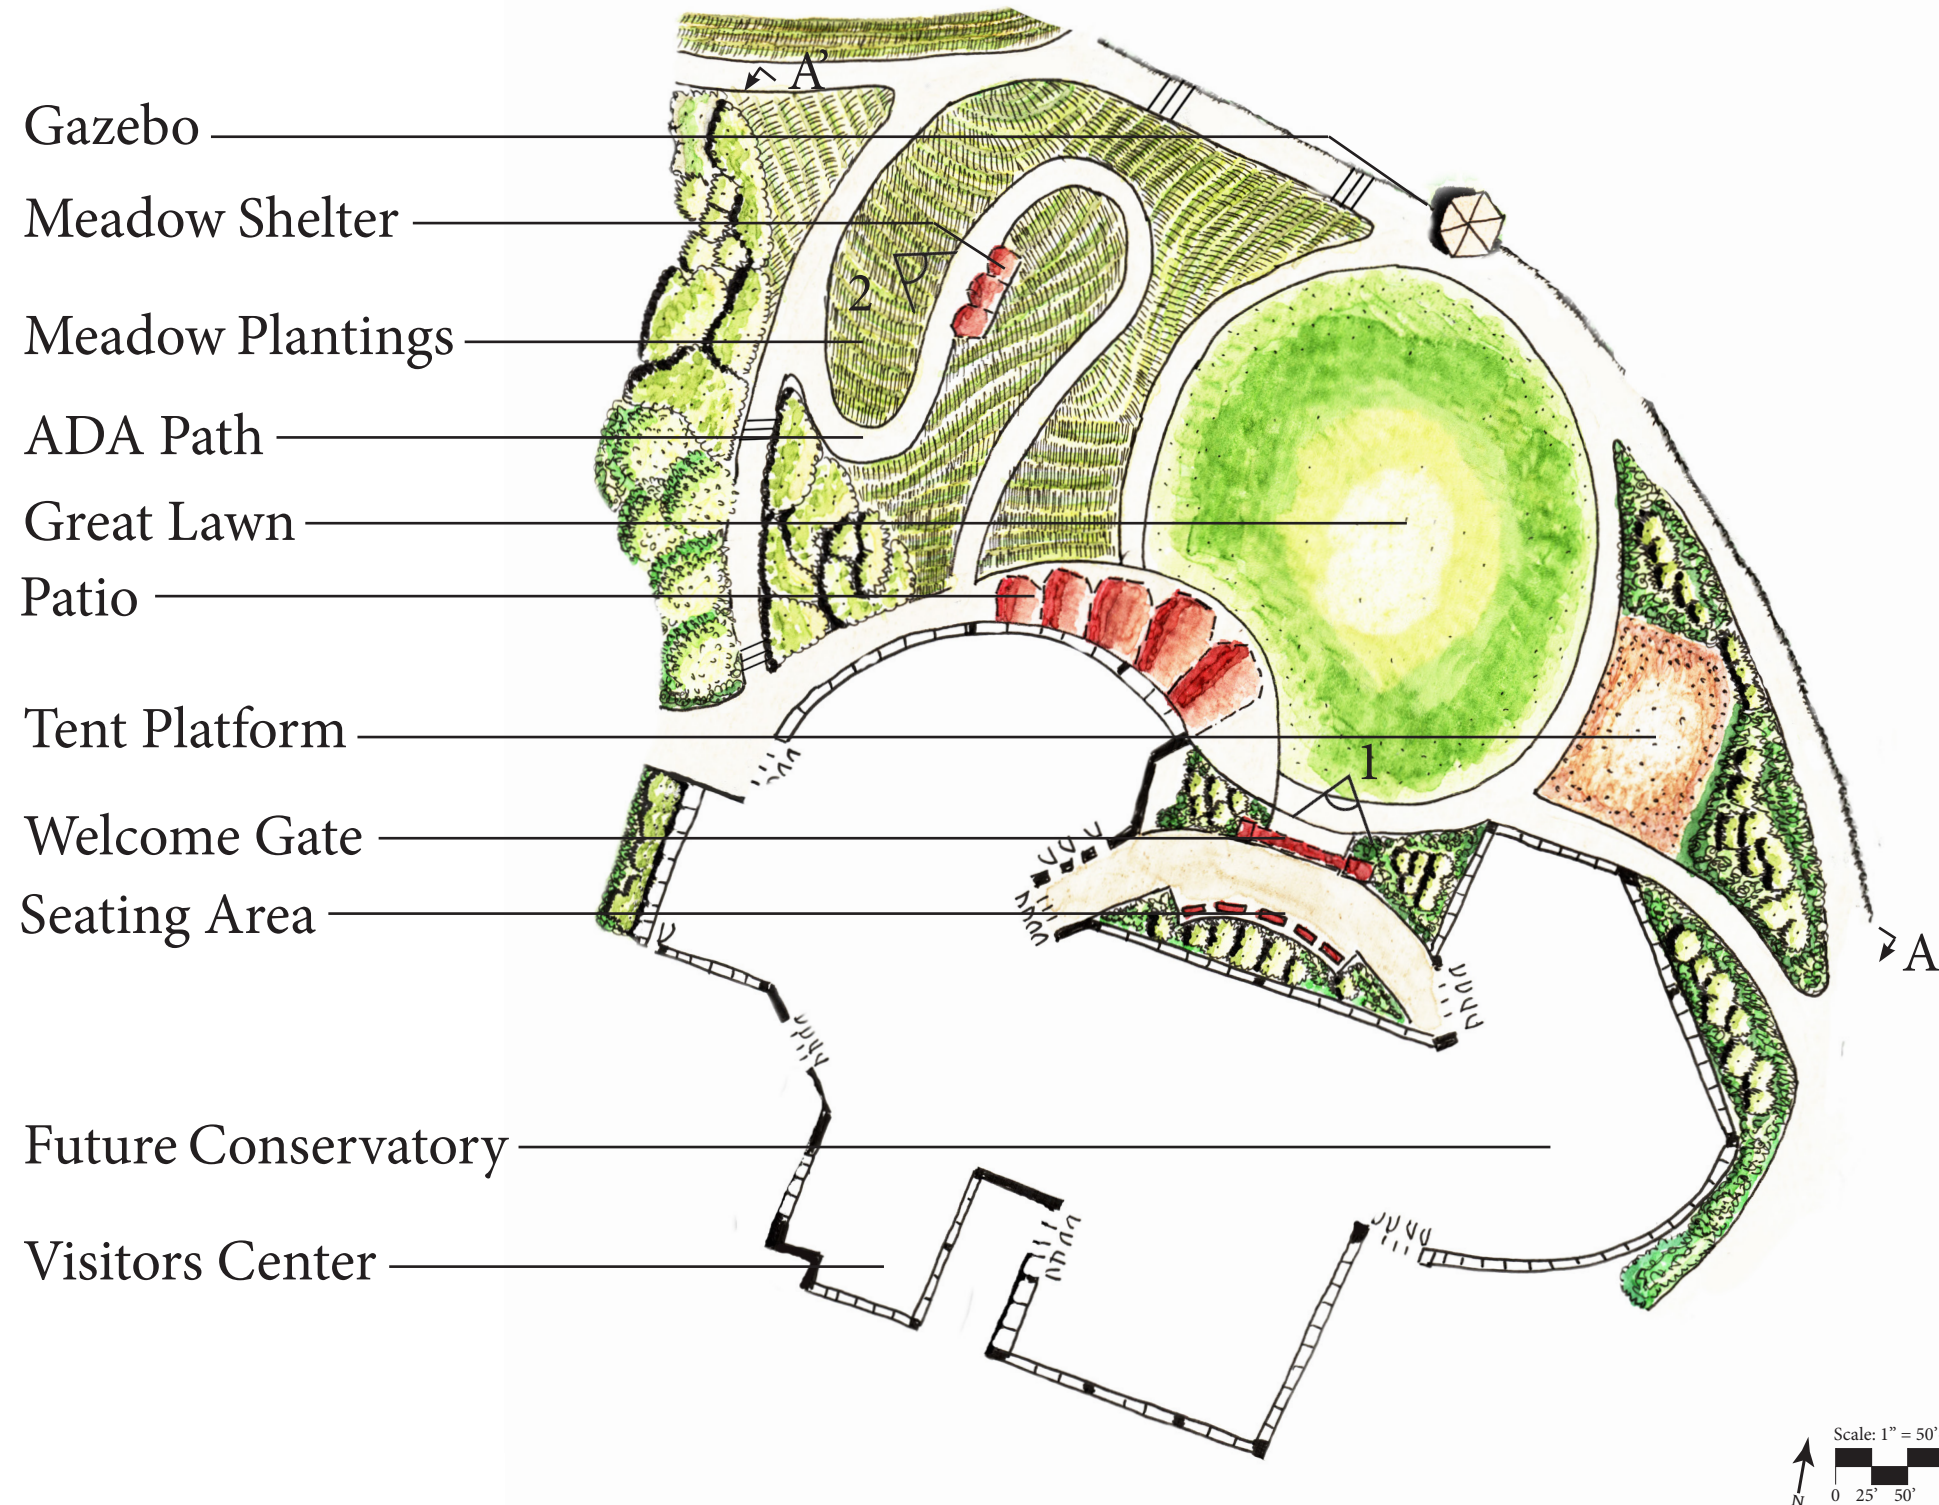 A’
Gazebo
Meadow Shelter
2
Meadow Plantings
ADA Path
Great Lawn
Patio
Tent Platform
1
Welcome Gate
Seating Area
A
Future Conservatory
Visitors Center
Scale: 1” = 50’
N
0 25’ 50’